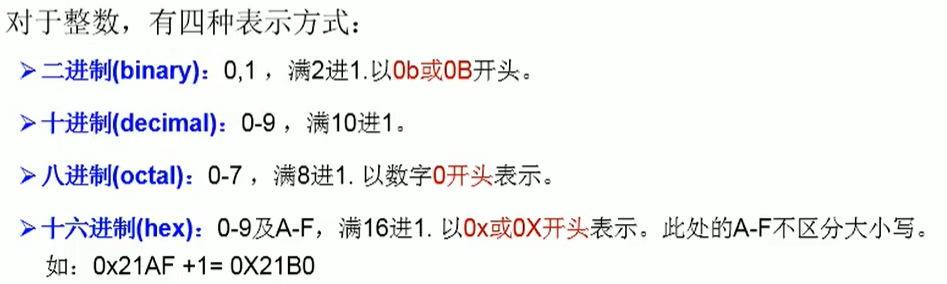 对于整数，有四种表示方式：
➢二进制(binary)：0,1 ，满2进1.以0b或0B开头。
➢十进制(decimal)：0-9 ，满10进1。
➢八进制(octal)：0-7 ，满8进1. 以数字0开头表示。
➢十六进制(hex)：0-9及A-F，满16进1. 以0x或0X开头表示。此处的A-F不区分大小写。
如：0x21AF +1= 0X21B0